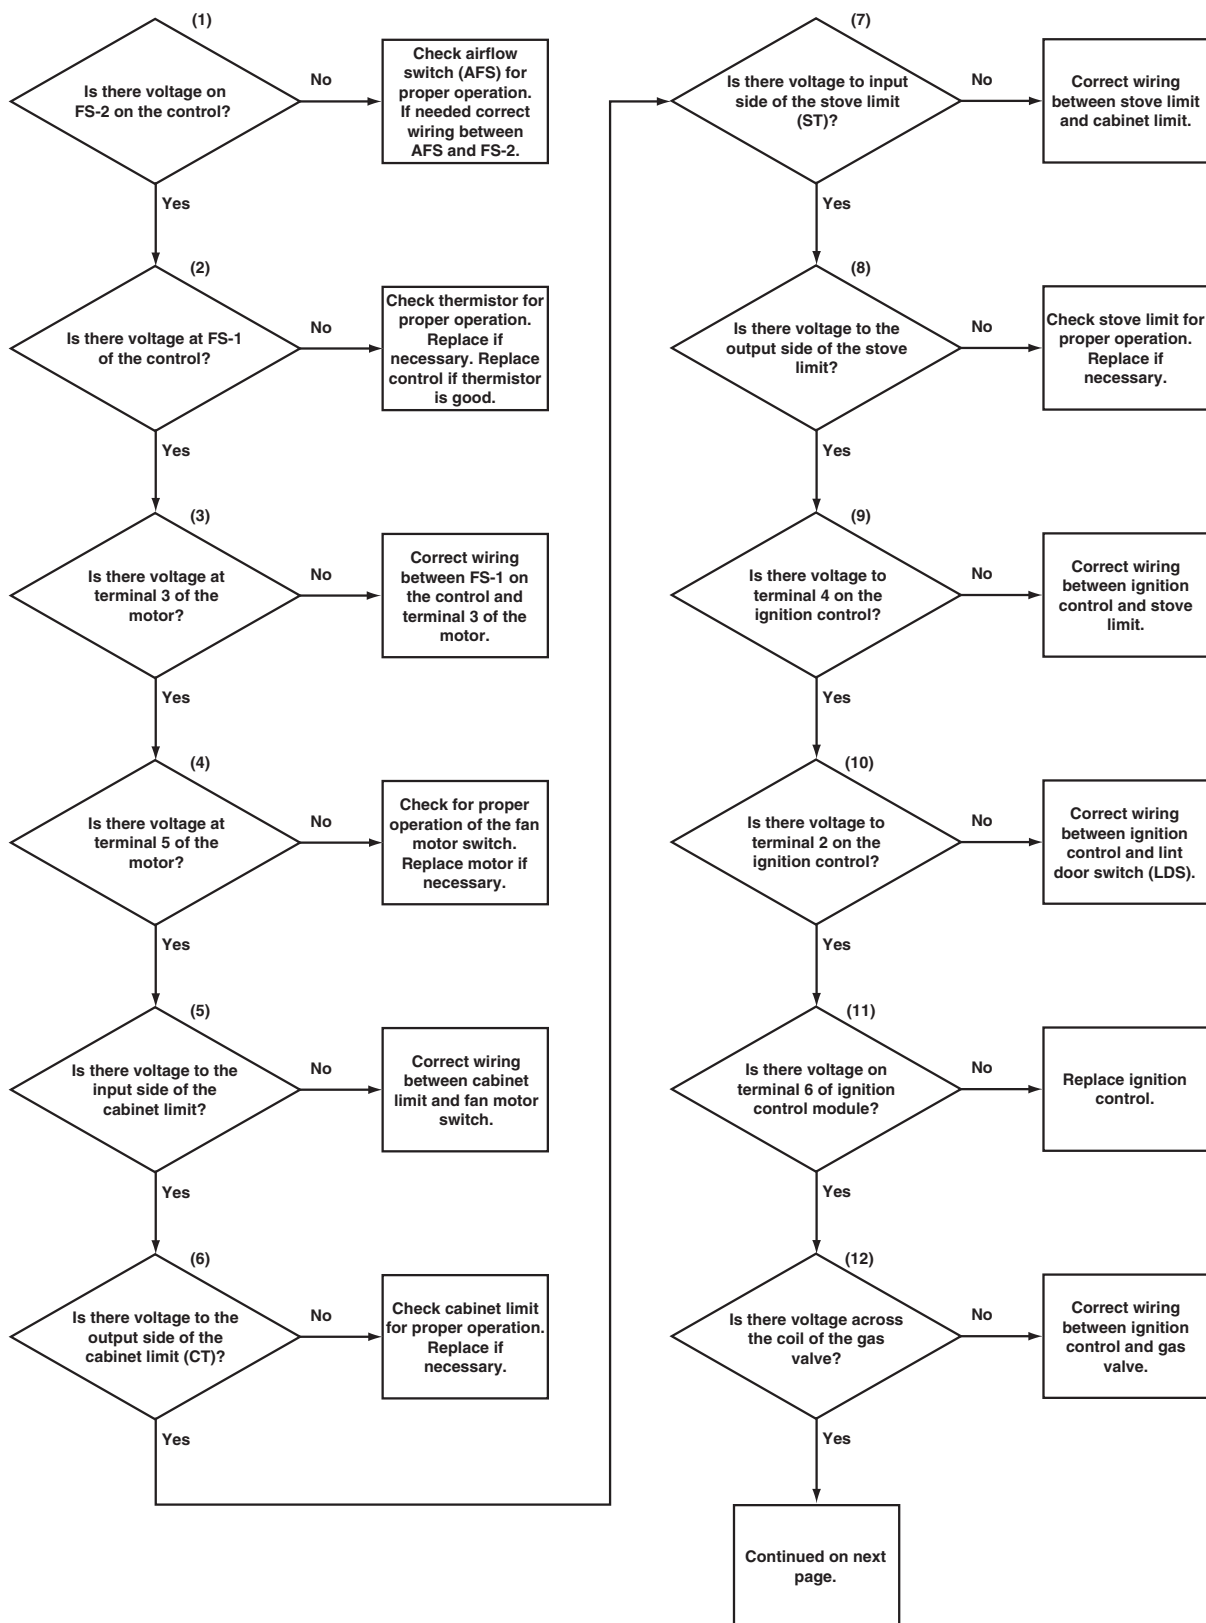 (1)
Is there voltage on
FS-2 on the control?
No
Check airflow
switch (AFS) for
proper operation.
If needed correct
wiring between
AFS and FS-2.
Yes
(2)
Is there voltage at FS-1
of the control?
No
Check thermistor for
proper operation.
Replace if
necessary. Replace
control if thermistor
is good.
Yes
(3)
Is there voltage at
terminal 3 of the
motor?
No
Correct wiring
between FS-1 on
the control and
terminal 3 of the
motor.
Yes
(4)
Is there voltage at
terminal 5 of the
motor?
No
Check for proper
operation of the fan
motor switch.
Replace motor if
necessary.
Yes
(5)
Is there voltage to the
input side of the
cabinet limit?
No
Correct wiring
between cabinet
limit and fan motor
switch.
Yes
(6)
Is there voltage to the
output side of the
cabinet limit (CT)?
No
Check cabinet limit
for proper operation.
Replace if
necessary.
Yes
(7)
Is there voltage to input
side of the stove limit
(ST)?
No
Correct wiring
between stove limit
and cabinet limit.
Yes
(8)
Is there voltage to the
output side of the stove
limit?
No
Check stove limit for
proper operation.
Replace if
necessary.
Yes
(9)
Is there voltage to
terminal 4 on the
ignition control?
No
Correct wiring
between ignition
control and stove
limit.
Yes
(10)
Is there voltage to
terminal 2 on the
ignition control?
No
Correct wiring
between ignition
control and lint
door switch (LDS).
Yes
(11)
Is there voltage on
terminal 6 of ignition
control module?
No
Replace ignition
control.
Yes
(12)
Is there voltage across
the coil of the gas
valve?
No
Correct wiring
between ignition
control and gas
valve.
Yes
Continued on next
page.